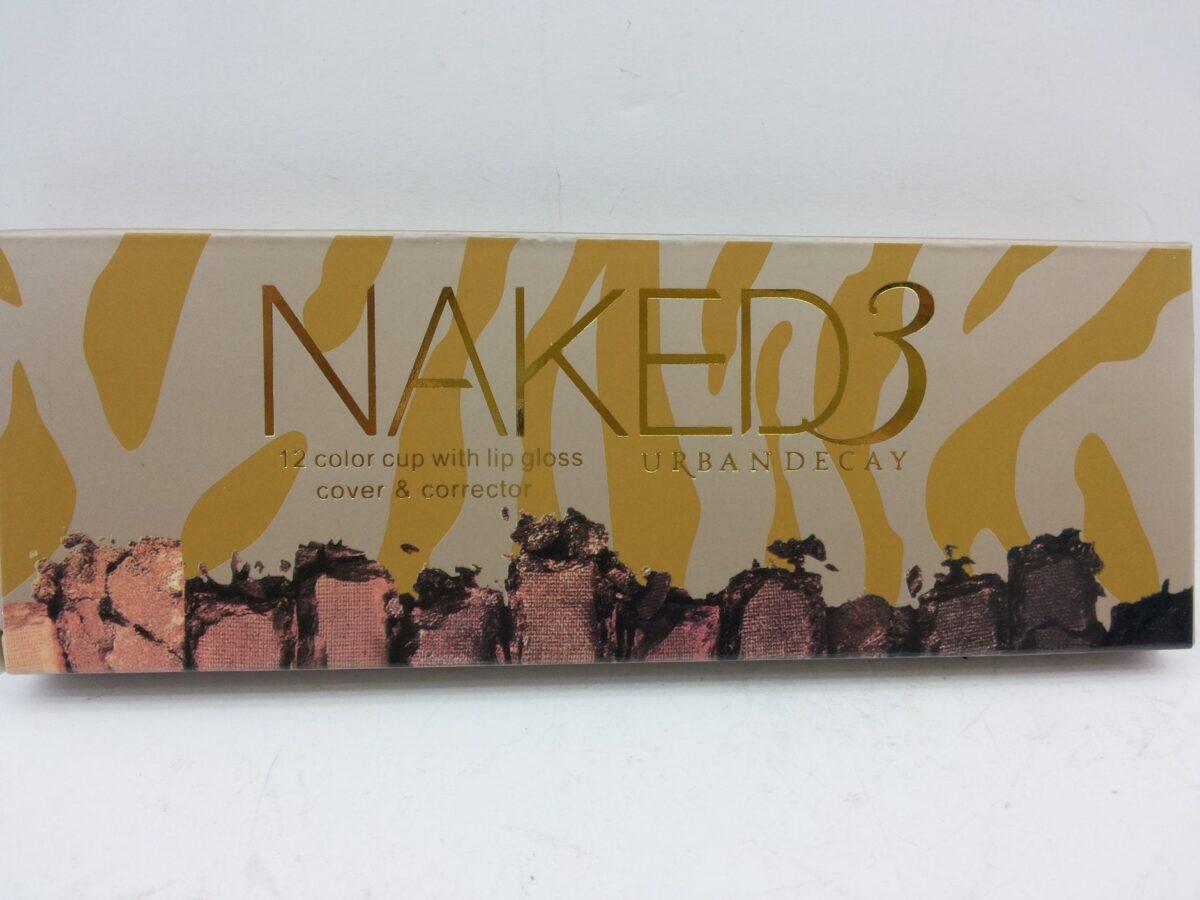 NAKED3
12 color cup with lip gloss
cover & corrector
URBAN DECAY